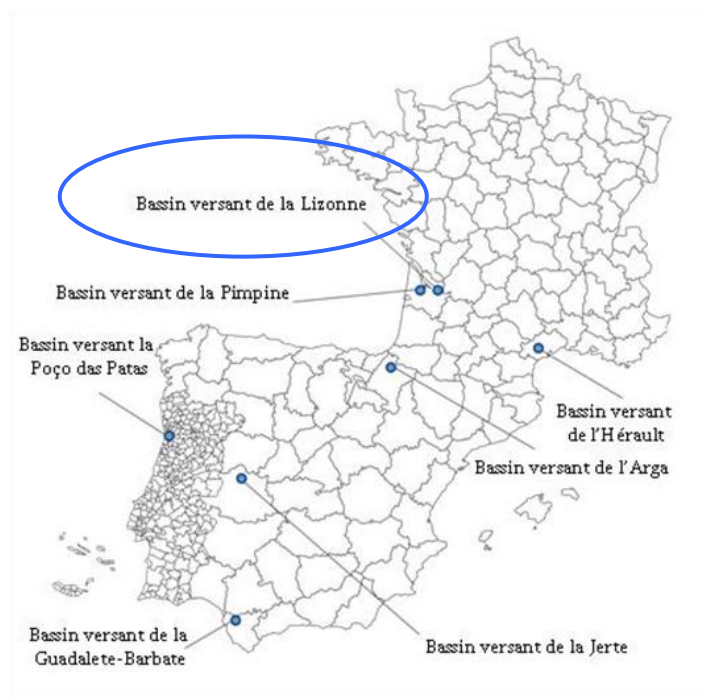 Bassin versant de la Lizonne
Bassin versant de la Pimpine
Bassin versant la
Poço das Patas
Bassin versant
de l'Hérault
Bassin versant de l'Arga
Bassin versant de la
Guadalete-Barbate
Bassin versant de la Jerte